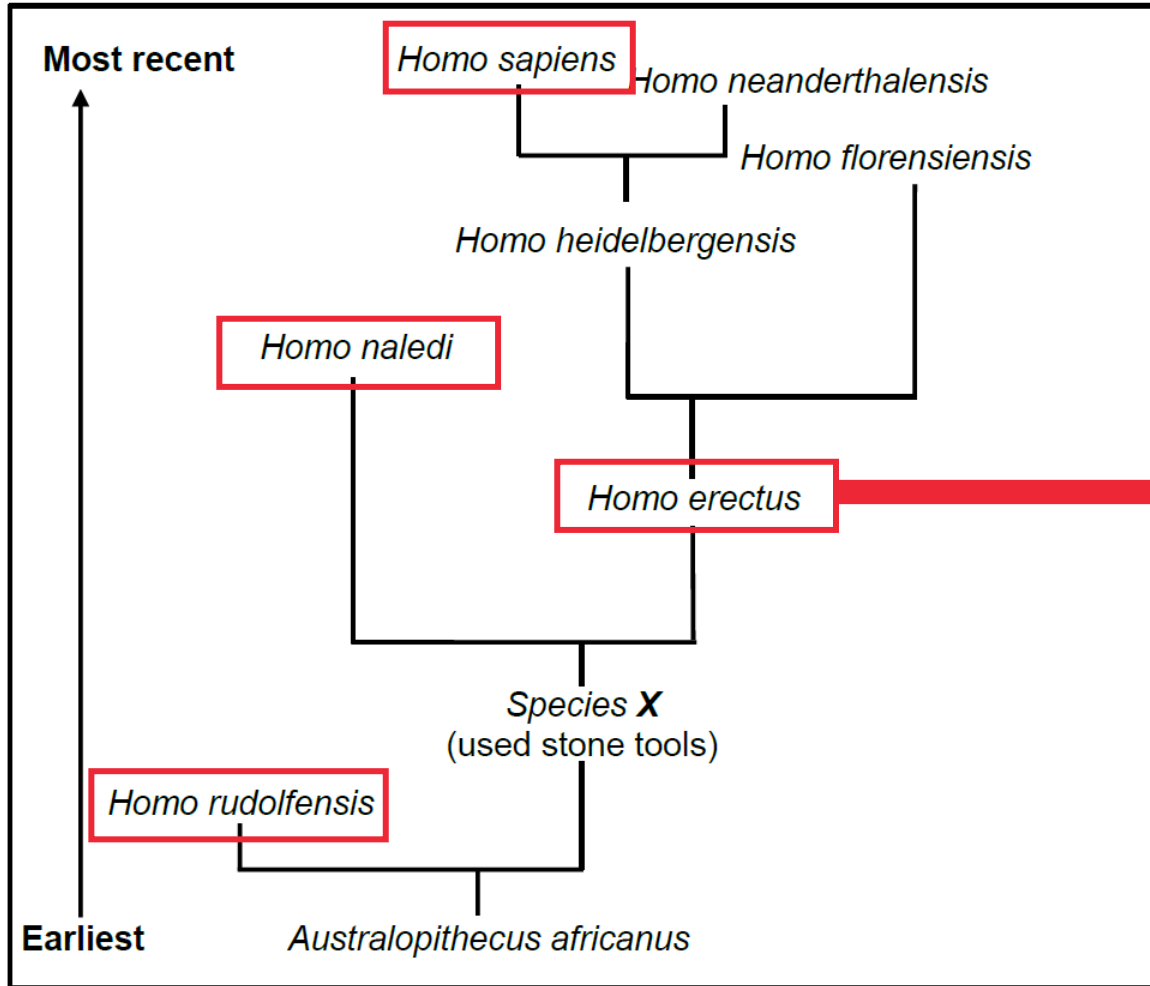 Homo sapiens
Most recent
Homo neanderthalensis
Homo florensiensis
Homo heidelbergensis
Homo naledi
Homo erectus
Species X
(used stone tools)
Homo rudolfensis
Earliest
Australopithecus africanus